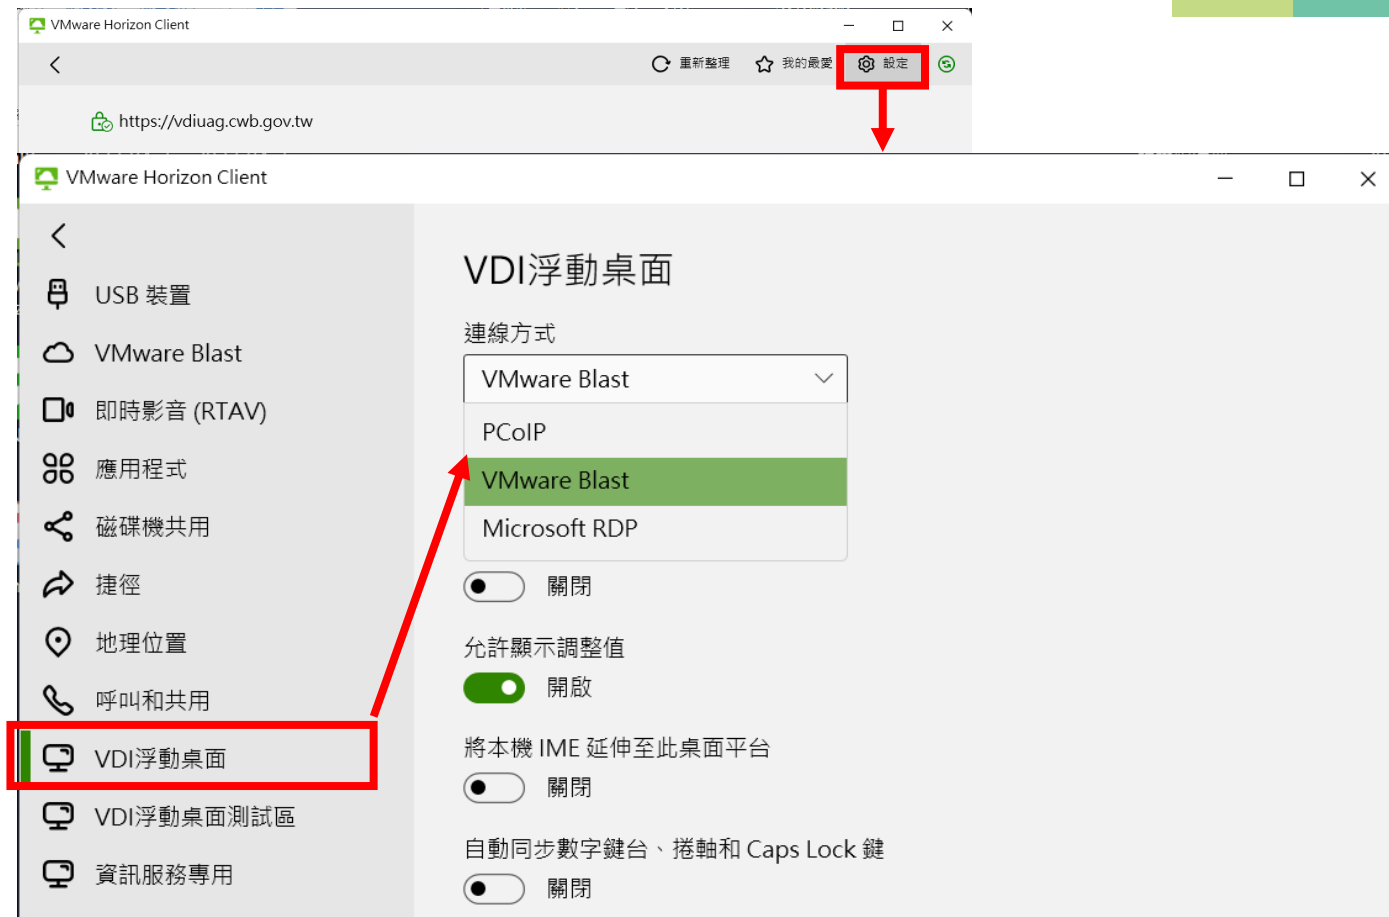 VMware Horizon Client
重新整理 我的最愛 設定
https://vdiuag.cwb.gov.tw
VMware Horizon Client
USB 裝置
VMware Blast
即時影音 (RTAV)
應用程式
磁碟機共用
捷徑
地理位置
呼叫和共用
VDI浮動桌面
VDI浮動桌面測試區
資訊服務專用
VDI浮動桌面
連線方式
VMware Blast
PCoIP
VMware Blast
Microsoft RDP
關閉
允許顯示調整值
開啟
將本機 IME 延伸至此桌面平台
關閉
自動同步數字鍵台、捲軸和 Caps Lock 鍵
關閉